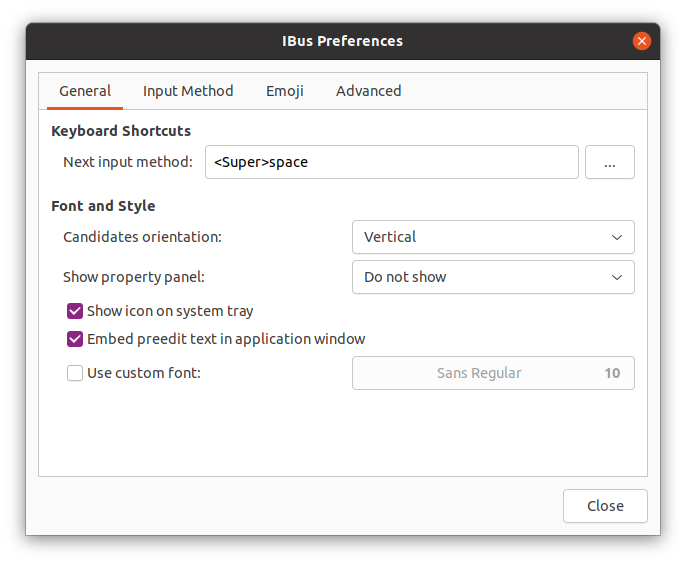 IBus Preferences
General Input Method Emoji Advanced
Keyboard Shortcuts
Next input method: <Super>space ...
Font and Style
Candidates orientation: Vertical
Show property panel: Do not show
Show icon on system tray
Embed preedit text in application window
Use custom font: Sans Regular 10
Close